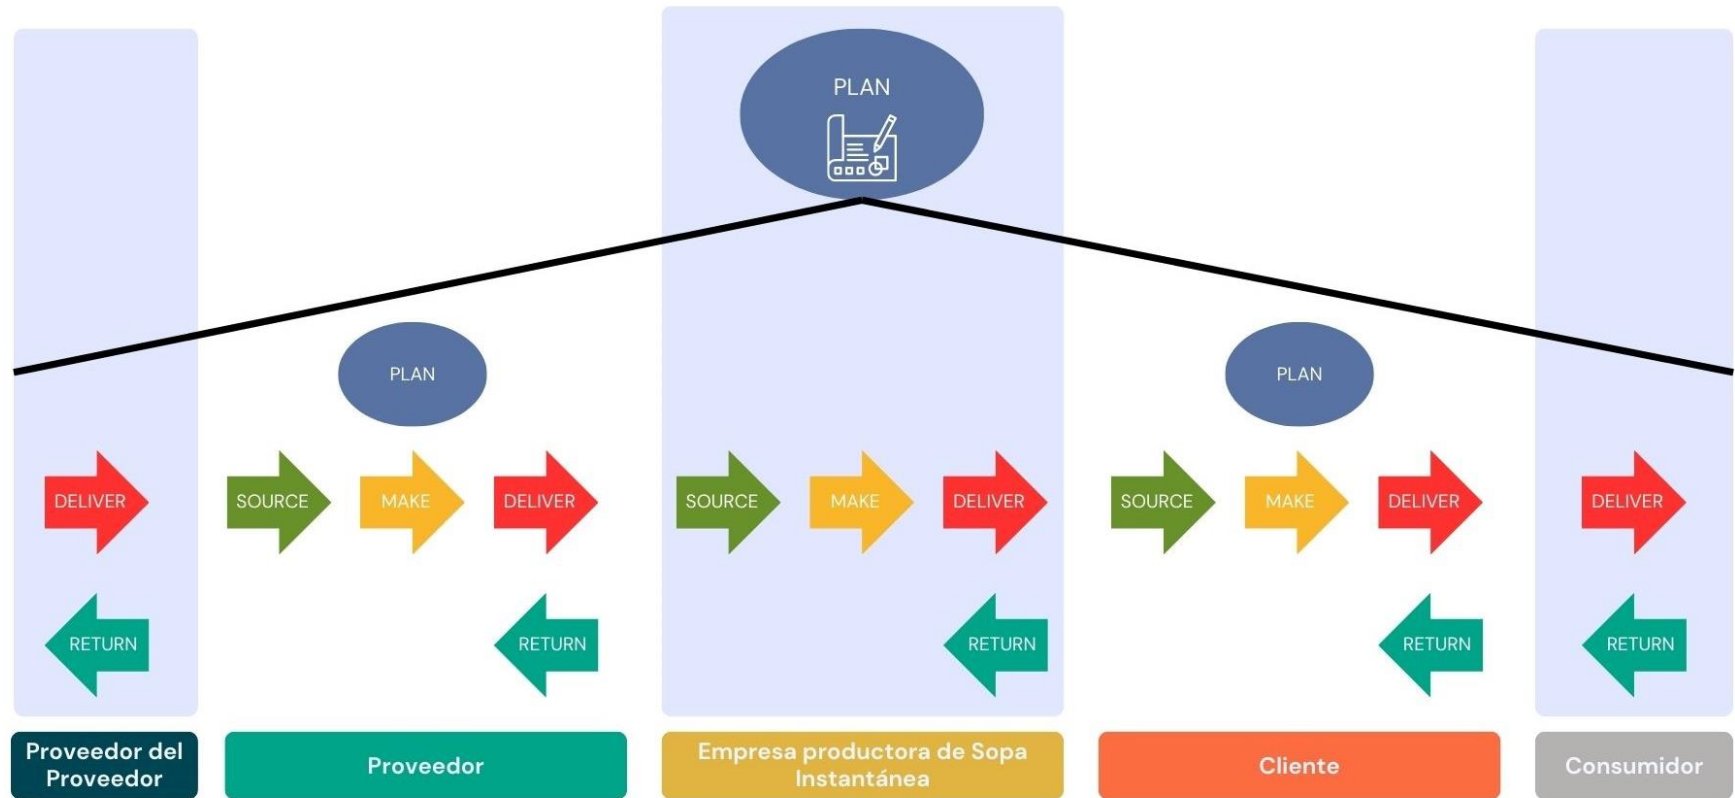 PLAN
PLAN
PLAN
DELIVER
SOURCE
MAKE
DELIVER
SOURCE
MAKE
DELIVER
SOURCE
MAKE
DELIVER
DELIVER
RETURN
RETURN
RETURN
RETURN
RETURN
Proveedor del
Proveedor
Proveedor
Empresa productora de Sopa
Instantánea
Cliente
Consumidor